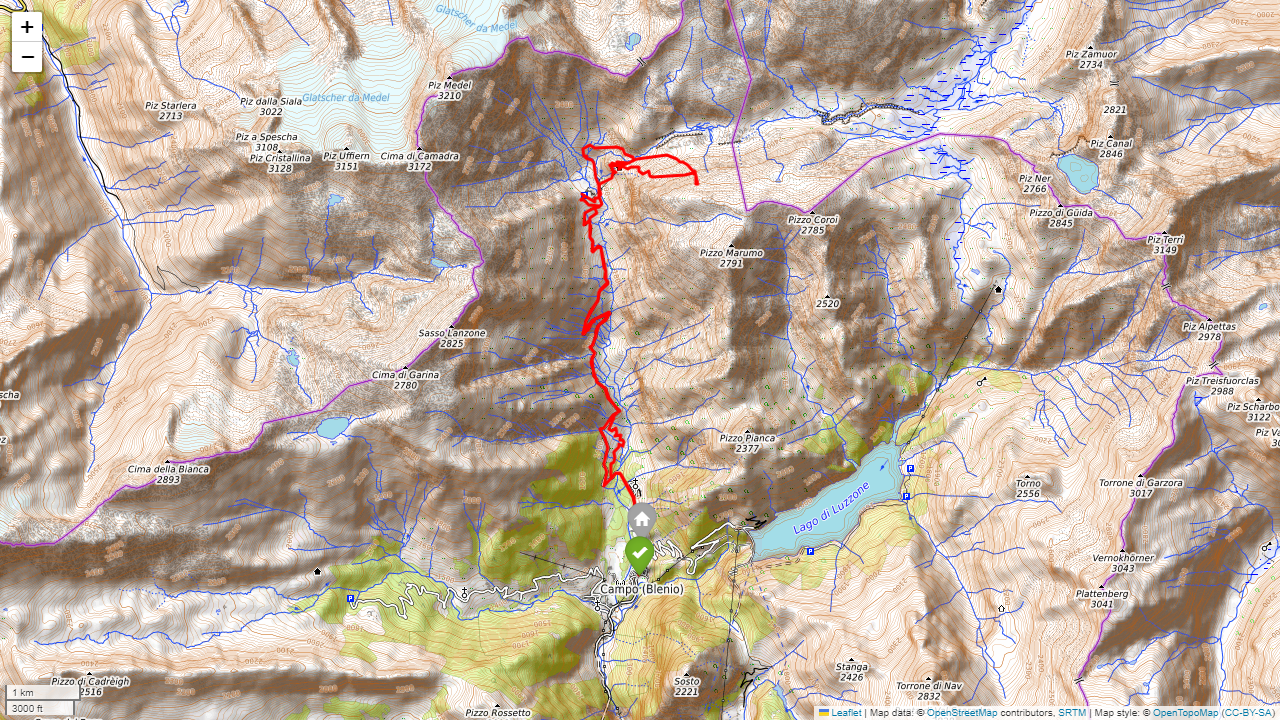 +
−
Glatscher da Medel
Piz Zamuor
2734
Piz Medel
3210
Glatscher da Medel
Piz Starlera
2713
Piz dalla Siala
3022
2821
Piz a Spescha
3108
Piz Cristallina
3128
Piz Uffiern
3151
Cima di Camadra
3172
Piz Canal
2846
Piz Ner
2766
Pizzo di Güida
2845
Pizzo Coroi
2785
Piz Terri
3149
Pizzo Marumo
2791
2520
Sasso Lanzone
2825
Piz Alpettas
2978
Cima di Garina
2780
Piz Treisfuorclas
2988
Piz Scharbo
3122
Pizzo Pianca
2377
Cima della Bianca
2893
Torno
2556
Torrone di Garzora
3017
Lago di Luzzone
Vernokhörner
3043
Plattenberg
3041
Campo (Blenio)
Stanga
2426
Torrone di Nav
2832
Sosto
2221
Pizzo di Cadrèigh
2516
Pizzo Rossetto
1 km
3000 ft
Leaflet | Map data: © OpenStreetMap contributors, SRTM | Map style: © OpenTopoMap (CC-BY-SA)